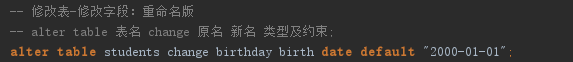 -- 修改表-修改字段：重命名版
-- alter table 表名 change 原名 新名 类型及约束;
alter table students change birthday birth date default "2000-01-01";